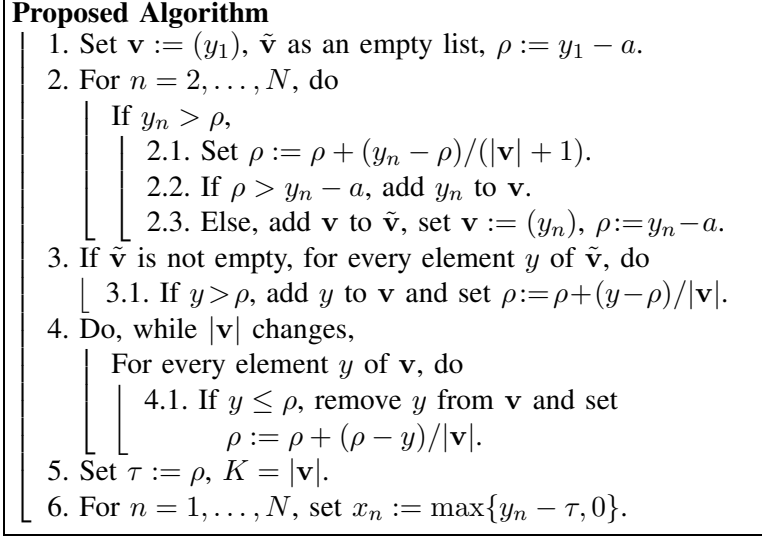 Proposed Algorithm
1. Set v := (y₁), ṽ as an empty list, ρ := y₁ − a.
2. For n = 2, . . . , N, do
If yₙ > ρ,
2.1. Set ρ := ρ + (yₙ − ρ)/(|v| + 1).
2.2. If ρ > yₙ − a, add yₙ to v.
2.3. Else, add v to ṽ, set v := (yₙ), ρ:=yₙ−a.
3. If ṽ is not empty, for every element y of ṽ, do
3.1. If y>ρ, add y to v and set ρ:=ρ+(y−ρ)/|v|.
4. Do, while |v| changes,
For every element y of v, do
4.1. If y ≤ ρ, remove y from v and set
ρ := ρ + (ρ − y)/|v|.
5. Set τ := ρ, K = |v|.
6. For n = 1, . . . , N, set xₙ := max{yₙ − τ, 0}.